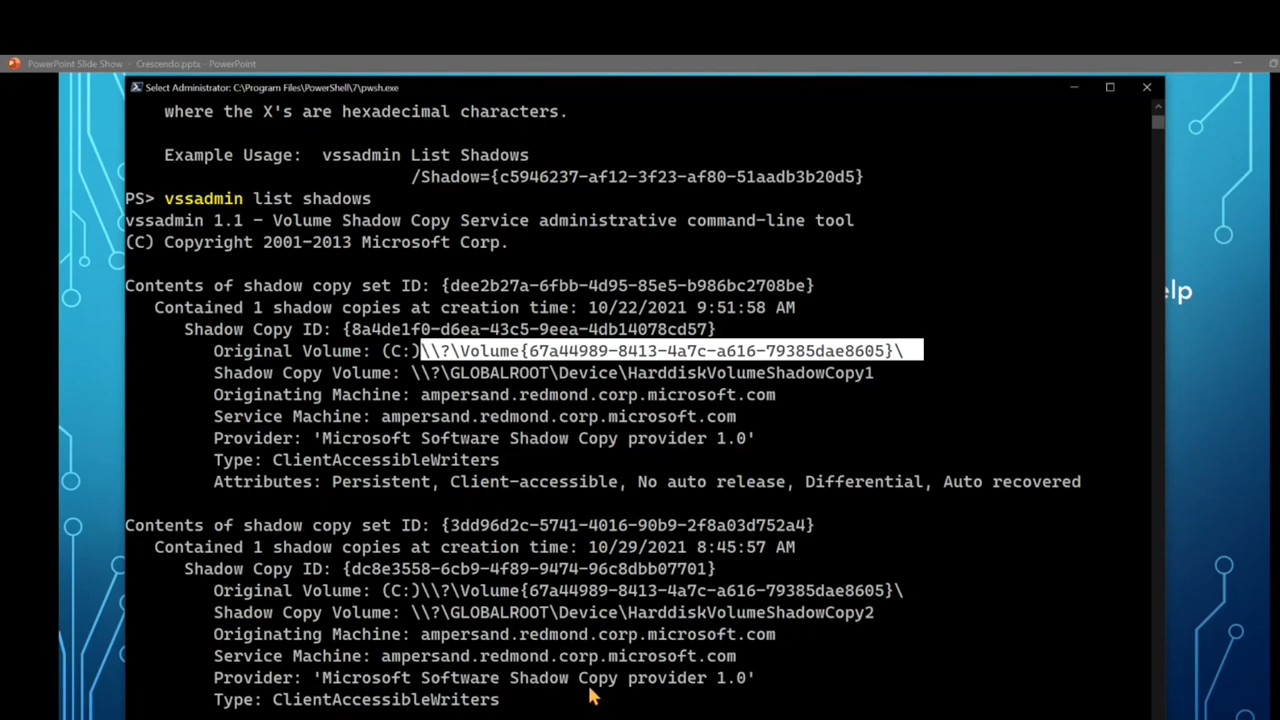 PowerPoint Slide Show - Crescendo.pptx - PowerPoint
Select Administrator: C:\Program Files\PowerShell\7\pwsh.exe
where the X's are hexadecimal characters.
Example Usage:  vssadmin List Shadows
/Shadow={c5946237-af12-3f23-af80-51aadb3b20d5}
PS> vssadmin list shadows
vssadmin 1.1 - Volume Shadow Copy Service administrative command-line tool
(C) Copyright 2001-2013 Microsoft Corp.
Contents of shadow copy set ID: {dee2b27a-6fbb-4d95-85e5-b986bc2708be}
Contained 1 shadow copies at creation time: 10/22/2021 9:51:58 AM
Shadow Copy ID: {8a4de1f0-d6ea-43c5-9eea-4db14078cd57}
Original Volume: (C:)\\?\Volume{67a44989-8413-4a7c-a616-79385dae8605}\
Shadow Copy Volume: \\?\GLOBALROOT\Device\HarddiskVolumeShadowCopy1
Originating Machine: ampersand.redmond.corp.microsoft.com
Service Machine: ampersand.redmond.corp.microsoft.com
Provider: 'Microsoft Software Shadow Copy provider 1.0'
Type: ClientAccessibleWriters
Attributes: Persistent, Client-accessible, No auto release, Differential, Auto recovered
Contents of shadow copy set ID: {3dd96d2c-5741-4016-90b9-2f8a03d752a4}
Contained 1 shadow copies at creation time: 10/29/2021 8:45:57 AM
Shadow Copy ID: {dc8e3558-6cb9-4f89-9474-96c8dbb07701}
Original Volume: (C:)\\?\Volume{67a44989-8413-4a7c-a616-79385dae8605}\
Shadow Copy Volume: \\?\GLOBALROOT\Device\HarddiskVolumeShadowCopy2
Originating Machine: ampersand.redmond.corp.microsoft.com
Service Machine: ampersand.redmond.corp.microsoft.com
Provider: 'Microsoft Software Shadow Copy provider 1.0'
Type: ClientAccessibleWriters
elp